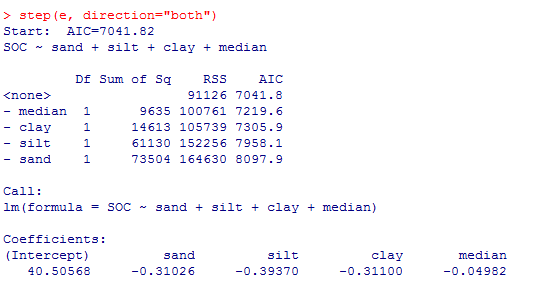 > step(e, direction="both")
Start:  AIC=7041.82
SOC ~ sand + silt + clay + median

         Df Sum of Sq    RSS    AIC
<none>                 91126 7041.8
- median  1      9635 100761 7219.6
- clay    1     14613 105739 7305.9
- silt    1     61130 152256 7958.1
- sand    1     73504 164630 8097.9

Call:
lm(formula = SOC ~ sand + silt + clay + median)

Coefficients:
(Intercept)         sand         silt         clay       median
   40.50568     -0.31026     -0.39370     -0.31100     -0.04982